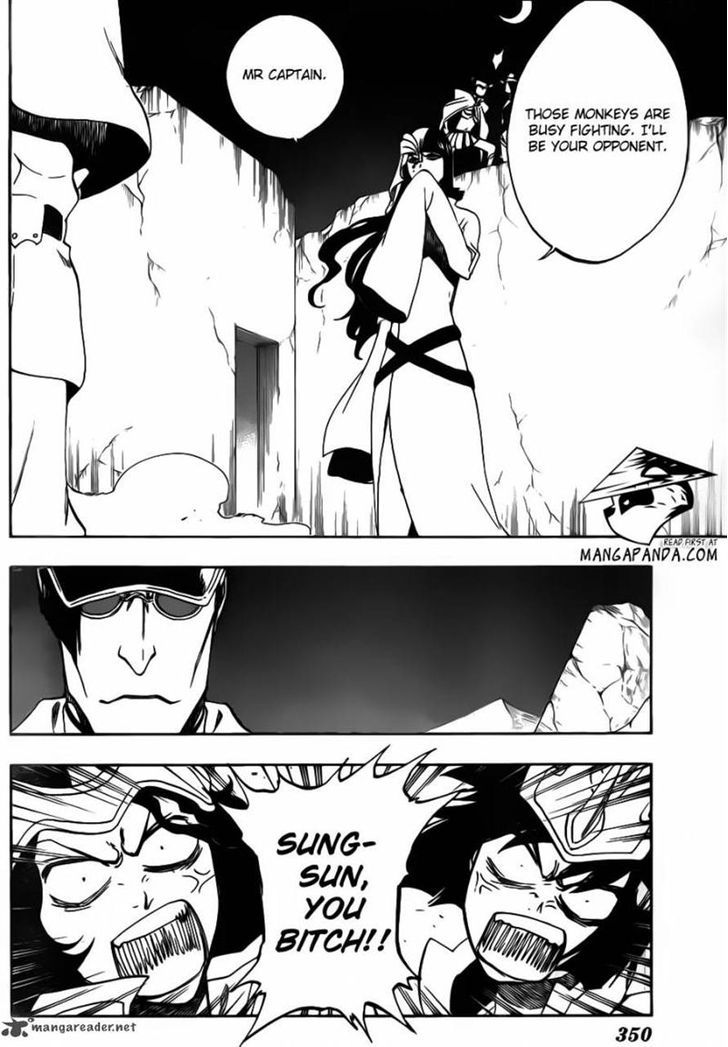 THOSE MONKEYS ARE
BUSY FIGHTING. I'LL
BE YOUR OPPONENT.
MR CAPTAIN.
READ FIRST AT
MANGAPANDA.COM
SUNG-
SUN,
YOU
BITCH!!
mangareader.net
350